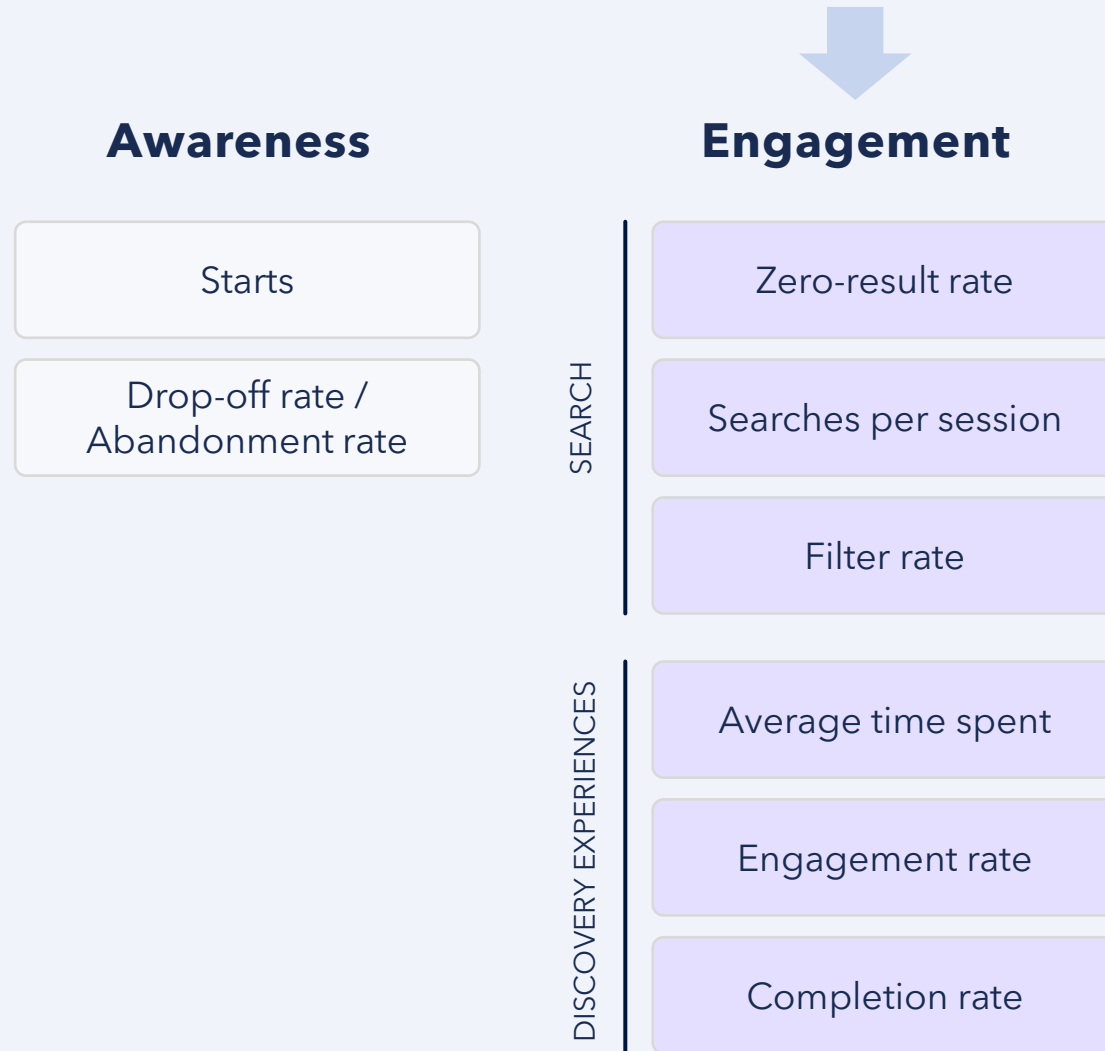 Awareness
Starts
Drop-off rate /
Abandonment rate
Engagement
SEARCH
Zero-result rate
Searches per session
Filter rate
DISCOVERY EXPERIENCES
Average time spent
Engagement rate
Completion rate